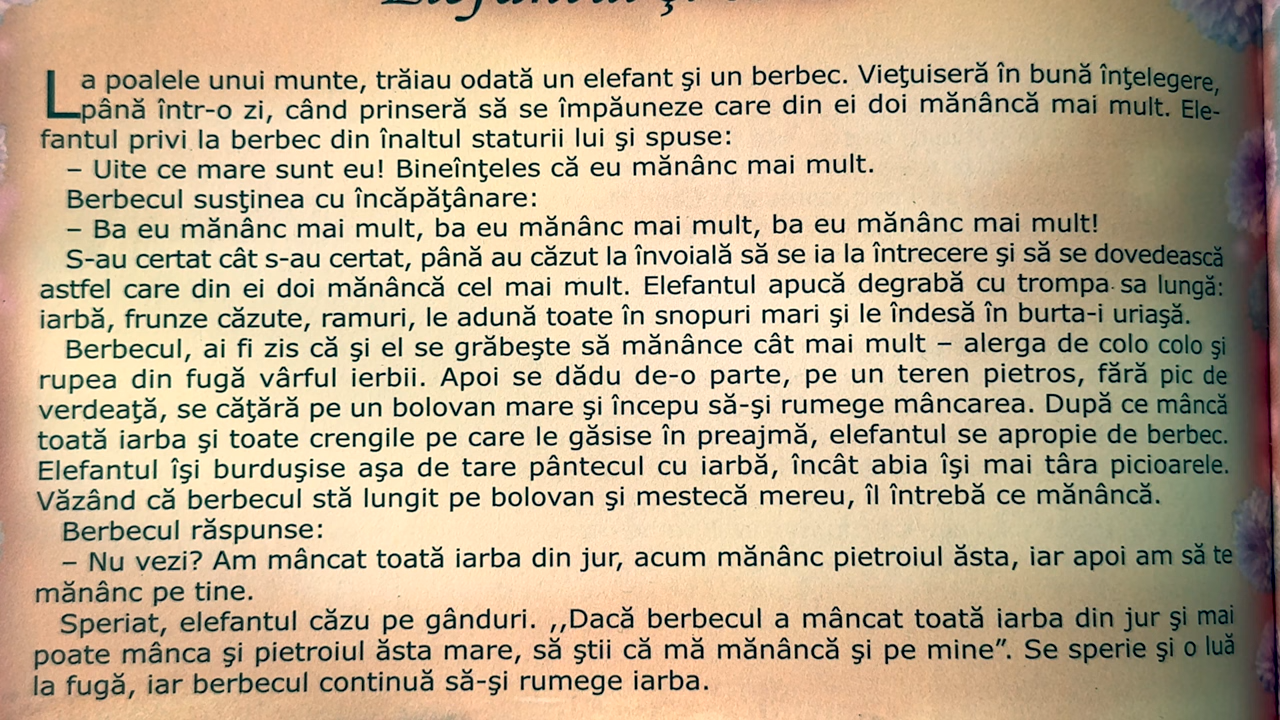 Elefantul și
La poalele unui munte, trăiau odată un elefant şi un berbec. Vieţuiseră în bună înţelegere,
până într-o zi, când prinseră să se împăuneze care din ei doi mănâncă mai mult. Ele-
fantul privi la berbec din înaltul staturii lui şi spuse:
– Uite ce mare sunt eu! Bineînţeles că eu mănânc mai mult.
Berbecul susţinea cu încăpăţânare:
– Ba eu mănânc mai mult, ba eu mănânc mai mult, ba eu mănânc mai mult!
S-au certat cât s-au certat, până au căzut la învoială să se ia la întrecere şi să se dovedească
astfel care din ei doi mănâncă cel mai mult. Elefantul apucă degrabă cu trompa sa lungă:
iarbă, frunze căzute, ramuri, le adună toate în snopuri mari şi le îndesă în burta-i uriaşă.
Berbecul, ai fi zis că şi el se grăbeşte să mănânce cât mai mult – alerga de colo colo şi
rupea din fugă vârful ierbii. Apoi se dădu de-o parte, pe un teren pietros, fără pic de
verdeaţă, se căţără pe un bolovan mare şi începu să-şi rumege mâncarea. După ce mâncă
toată iarba şi toate crengile pe care le găsise în preajmă, elefantul se apropie de berbec.
Elefantul îşi burduşise aşa de tare pântecul cu iarbă, încât abia îşi mai târa picioarele.
Văzând că berbecul stă lungit pe bolovan şi mestecă mereu, îl întrebă ce mănâncă.
Berbecul răspunse:
– Nu vezi? Am mâncat toată iarba din jur, acum mănânc pietroiul ăsta, iar apoi am să te
mănânc pe tine.
Speriat, elefantul căzu pe gânduri. ,,Dacă berbecul a mâncat toată iarba din jur şi mai
poate mânca şi pietroiul ăsta mare, să ştii că mă mănâncă şi pe mine”. Se sperie şi o luă
la fugă, iar berbecul continuă să-şi rumege iarba.